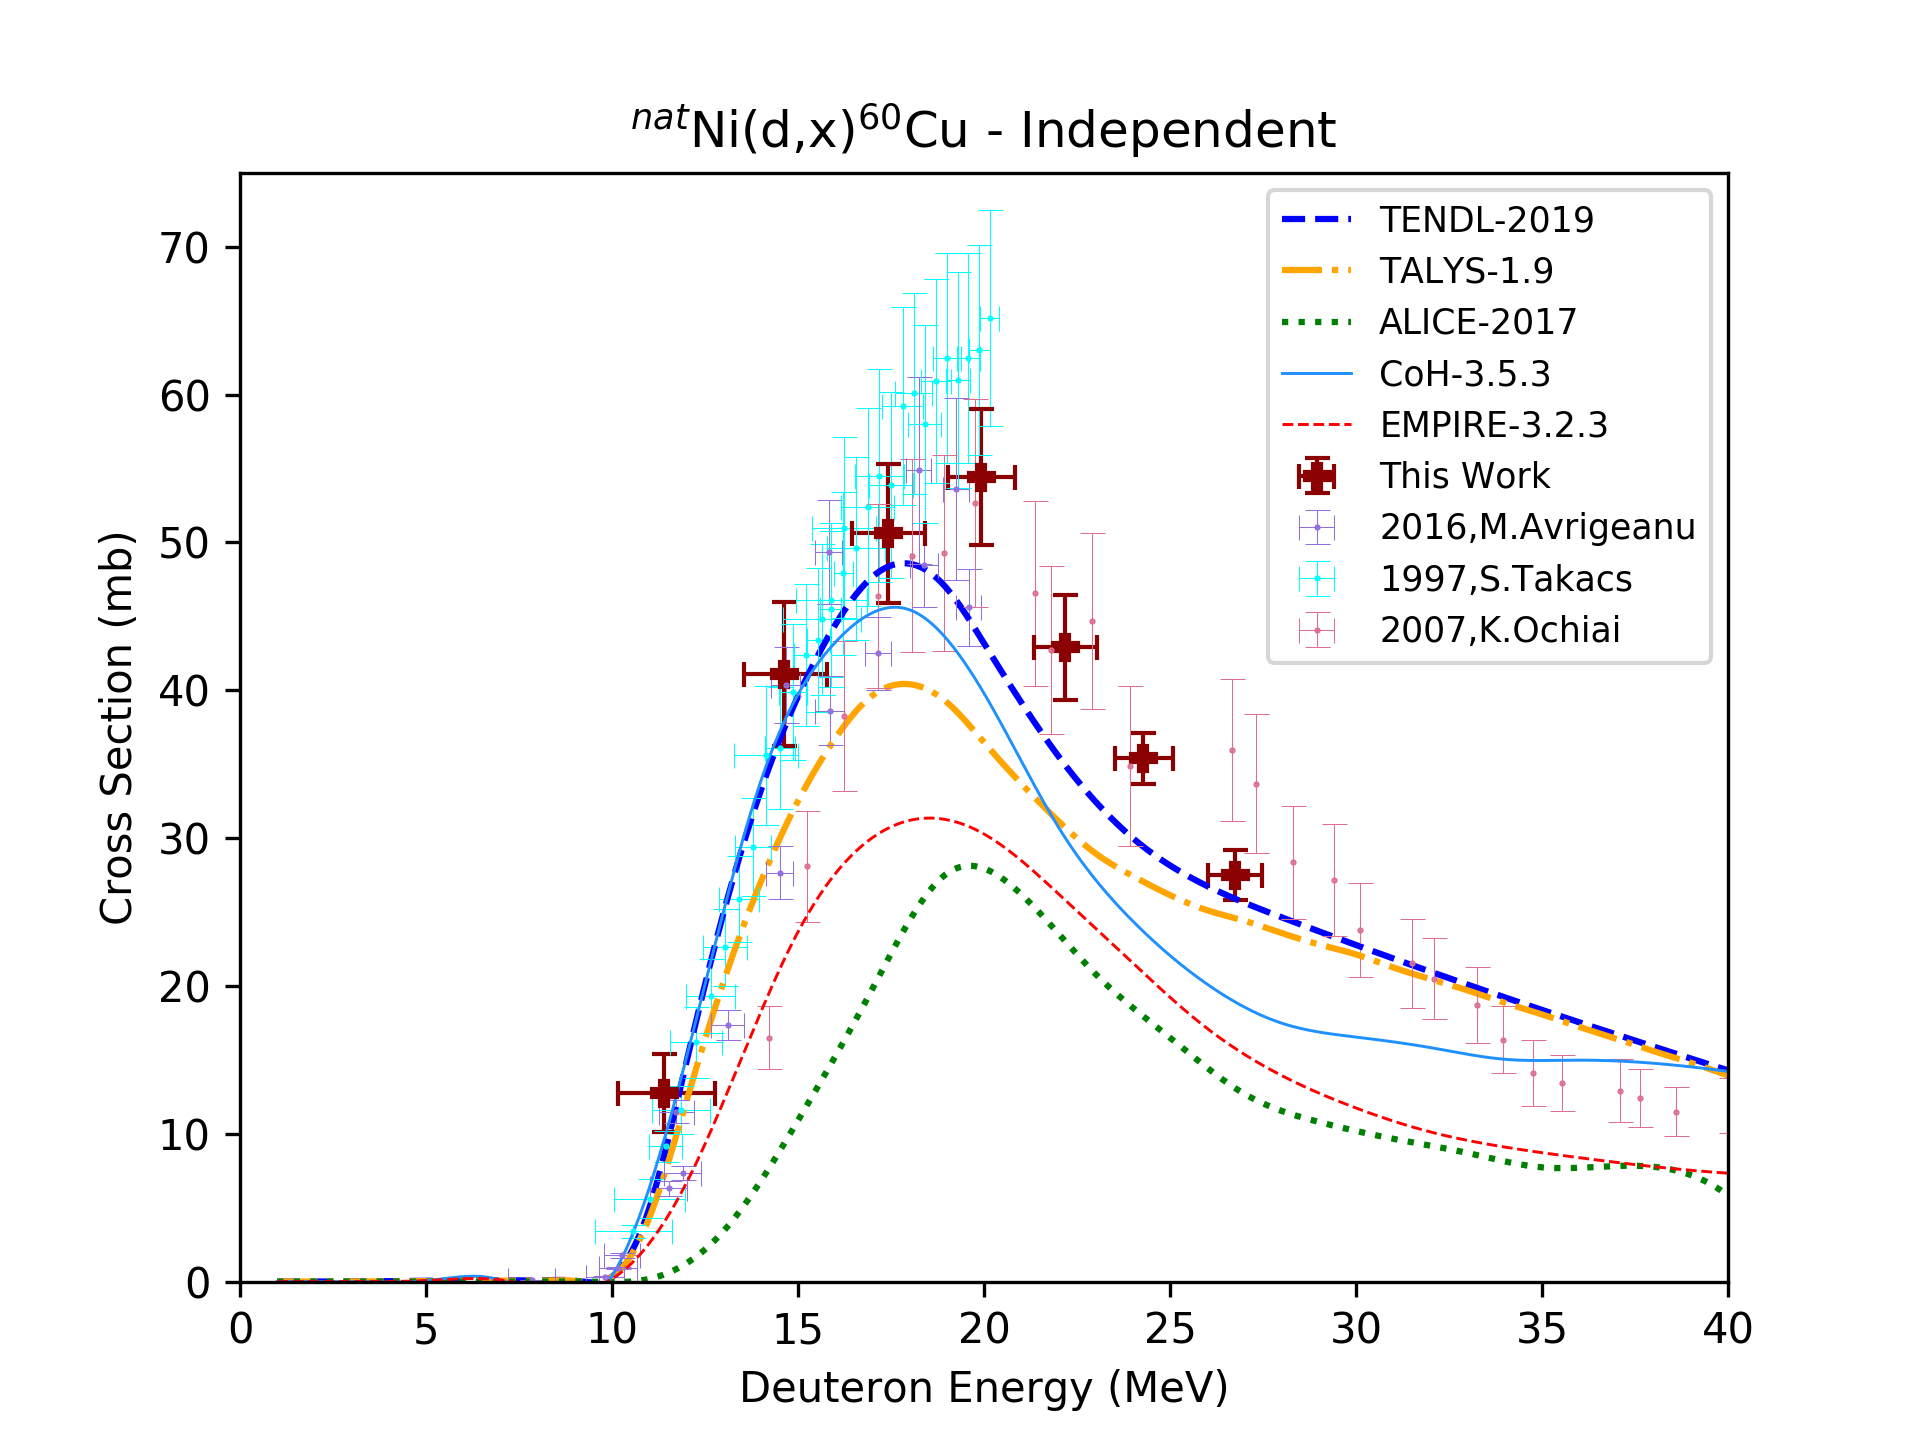 natNi(d,x)60Cu - Independent
TENDL-2019
TALYS-1.9
ALICE-2017
CoH-3.5.3
EMPIRE-3.2.3
This Work
2016,M.Avrigeanu
1997,S.Takacs
2007,K.Ochiai
Cross Section (mb)
70
60
50
40
30
20
10
0
0 5 10 15 20 25 30 35 40
Deuteron Energy (MeV)